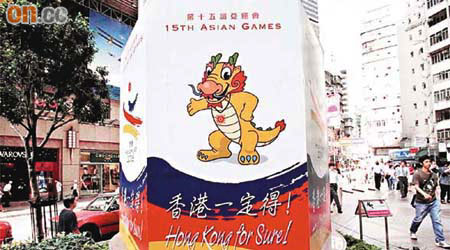 on.cc
第十五屆亞運會
15TH ASIAN GAMES
SWAROVSKI
香港一定得！
Hong Kong for Sure!